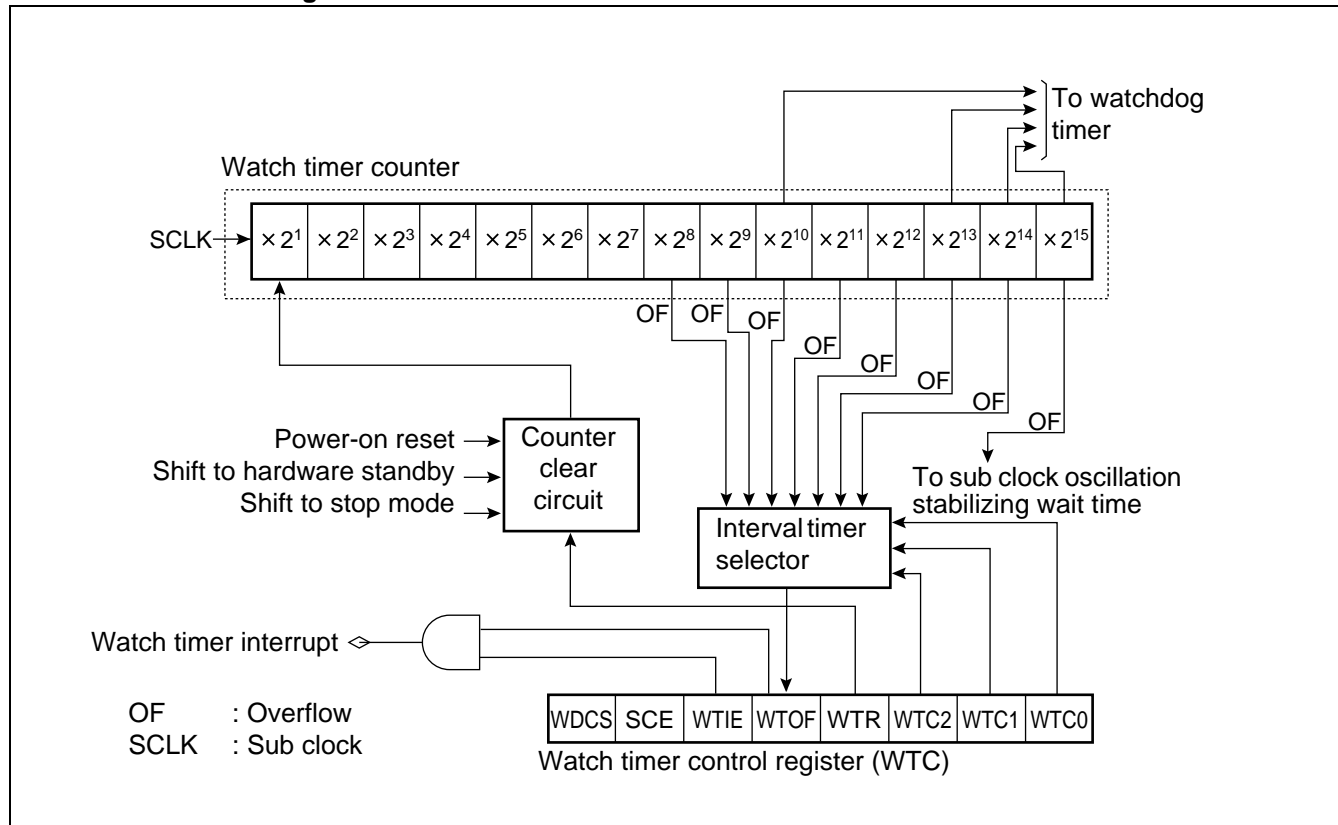 To watchdog
timer
Watch timer counter
SCLK
×2¹ ×2² ×2³ ×2⁴ ×2⁵ ×2⁶ ×2⁷ ×2⁸ ×2⁹ ×2¹⁰ ×2¹¹ ×2¹² ×2¹³ ×2¹⁴ ×2¹⁵
OF OF OF OF OF OF OF OF
Power-on reset
Shift to hardware standby
Shift to stop mode
Counter
clear
circuit
To sub clock oscillation
stabilizing wait time
Interval timer
selector
Watch timer interrupt
WDCS SCE WTIE WTOF WTR WTC2 WTC1 WTC0
Watch timer control register (WTC)
OF : Overflow
SCLK : Sub clock